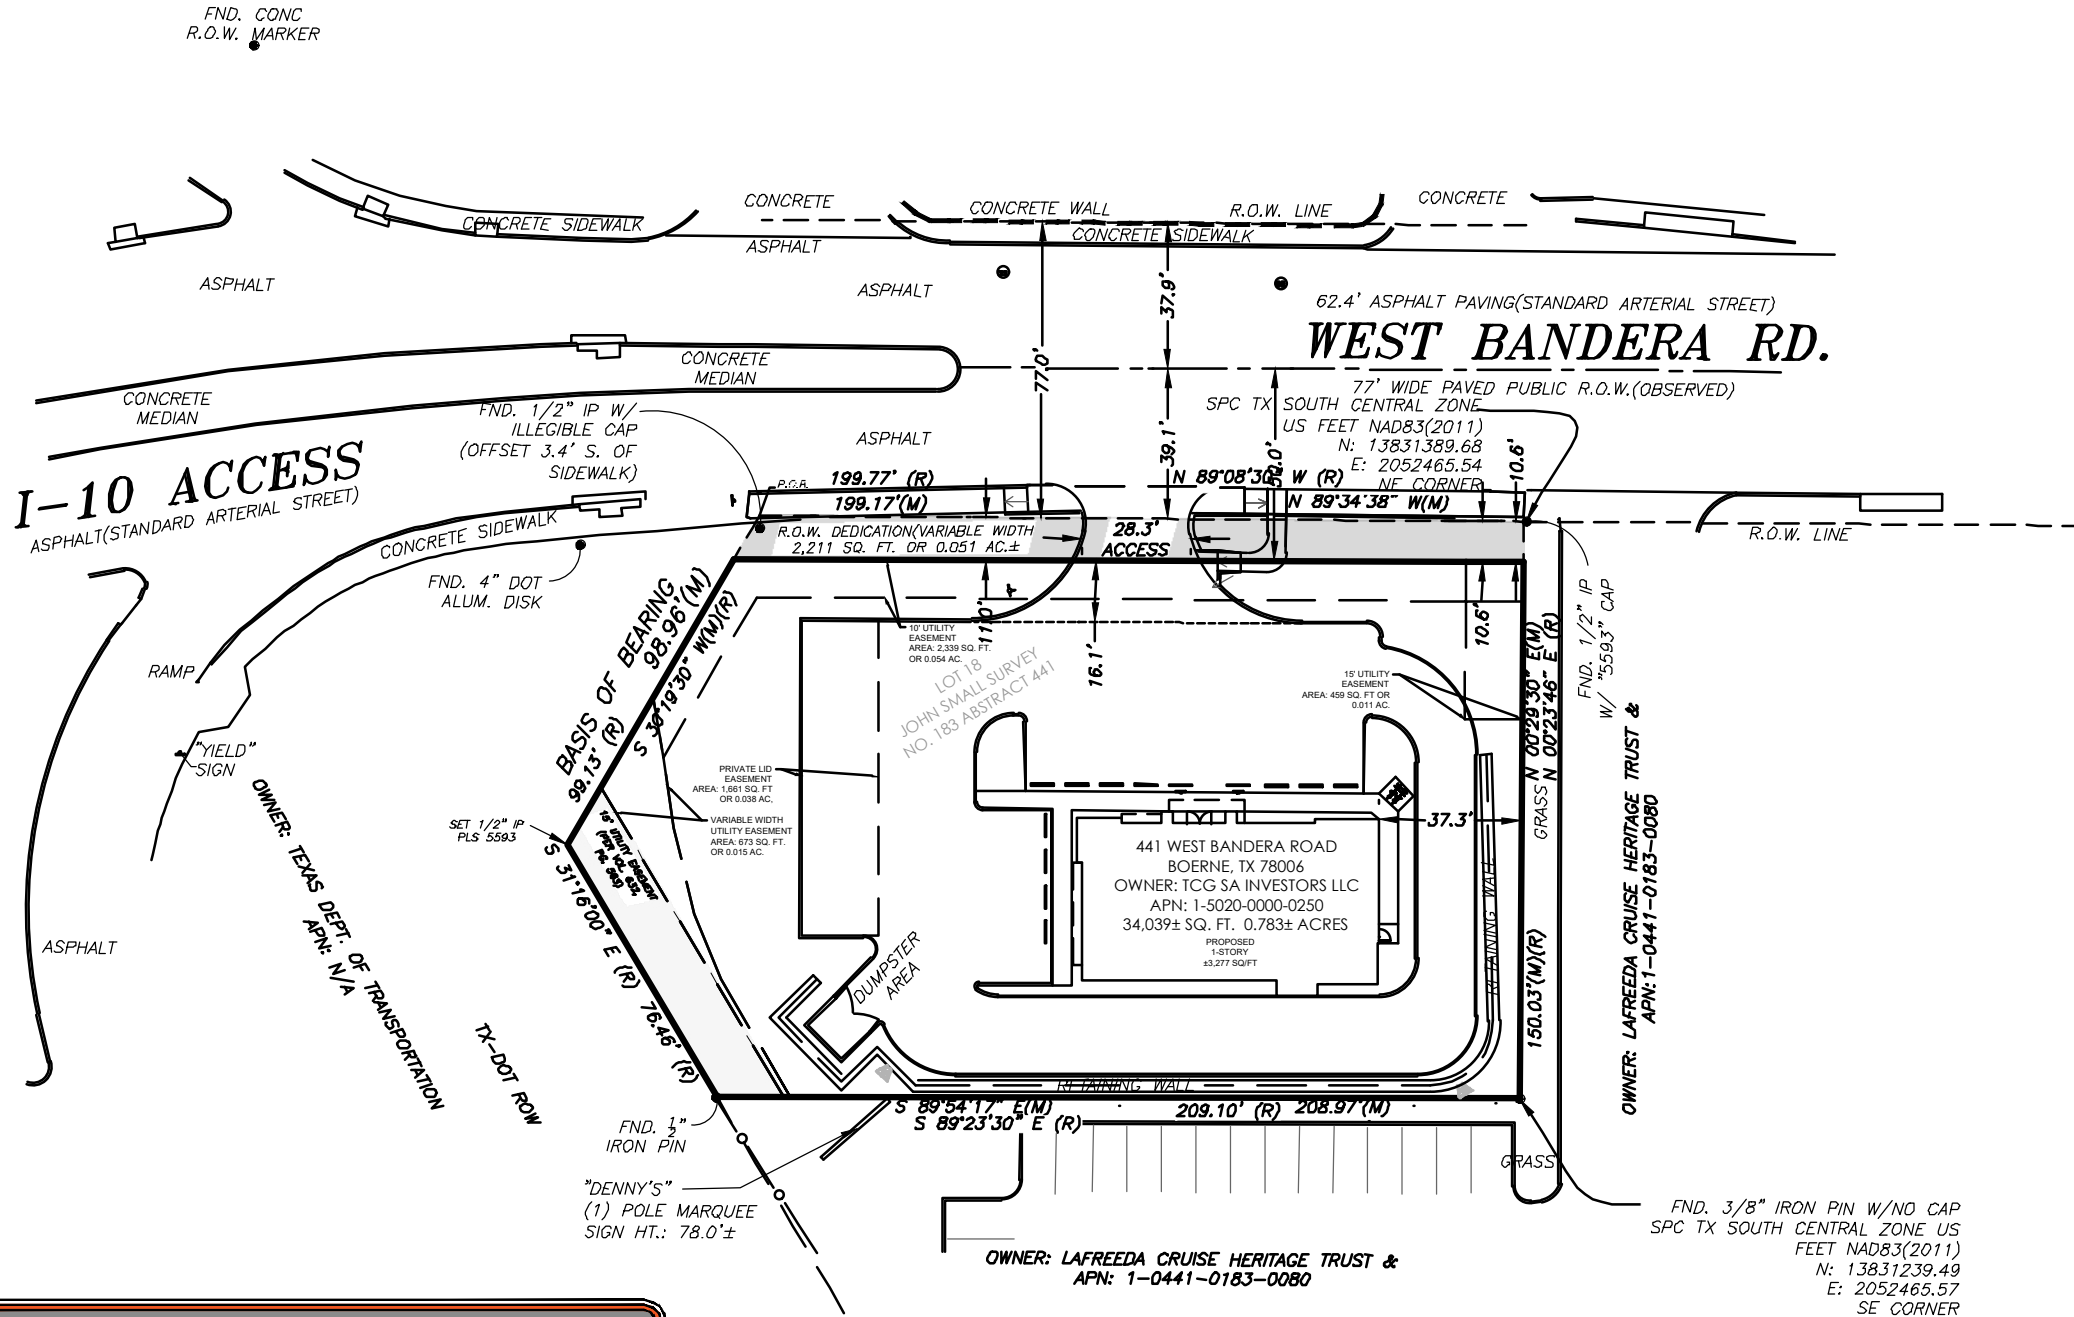 FND. CONC
R.O.W. MARKER
CONCRETE
CONCRETE WALL
R.O.W. LINE
CONCRETE
CONCRETE SIDEWALK
ASPHALT
CONCRETE SIDEWALK
ASPHALT
ASPHALT
37.9'
77.0'
62.4' ASPHALT PAVING(STANDARD ARTERIAL STREET)
WEST BANDERA RD.
77' WIDE PAVED PUBLIC R.O.W.(OBSERVED)
CONCRETE
MEDIAN
CONCRETE
MEDIAN
FND. 1/2" IP W/
ILLEGIBLE CAP
(OFFSET 3.4' S. OF
SIDEWALK)
ASPHALT
39.1'
50.0'
SPC TX SOUTH CENTRAL ZONE
US FEET NAD83(2011)
N: 13831389.68
E: 2052465.54
NE CORNER
10.6'
I-10 ACCESS
ASPHALT(STANDARD ARTERIAL STREET)
P.O.B.
199.77' (R)
199.17'(M)
N 89°08'30" W (R)
N 89°34'38" W(M)
R.O.W. DEDICATION(VARIABLE WIDTH
2,211 SQ. FT. OR 0.051 AC.±
28.3'
ACCESS
R.O.W. LINE
CONCRETE SIDEWALK
FND. 4" DOT
ALUM. DISK
FND. 1/2" IP
W/ "5593" CAP
RAMP
"YIELD"
SIGN
BASIS OF BEARING
98.96'(M)
99.13' (R)
S 30°19'30" W(M)(R)
11.0'
16.1'
10.6'
10' UTILITY
EASEMENT
AREA: 2,339 SQ. FT.
OR 0.054 AC.
LOT 18
JOHN SMALL SURVEY
NO. 183 ABSTRACT 441
15' UTILITY
EASEMENT
AREA: 459 SQ. FT OR
0.011 AC.
N 00°29'30" E(M)
N 00°23'46" E (R)
GRASS
OWNER: LAFREEDA CRUISE HERITAGE TRUST &
APN: 1-0441-0183-0080
PRIVATE LID
EASEMENT
AREA: 1,661 SQ. FT
OR 0.038 AC,
VARIABLE WIDTH
UTILITY EASEMENT
AREA: 673 SQ. FT.
OR 0.015 AC.
37.3'
SET 1/2" IP
PLS 5593
15' UTILITY EASEMENT
(PER VOL. 632,
PG. 563)
441 WEST BANDERA ROAD
BOERNE, TX 78006
OWNER: TCG SA INVESTORS LLC
APN: 1-5020-0000-0250
34,039± SQ. FT. 0.783± ACRES
PROPOSED
1-STORY
±3,277 SQ/FT
RETAINING WALL
OWNER: TEXAS DEPT. OF TRANSPORTATION
APN: N/A
S 31°16'00" E (R) 76.46' (R)
ASPHALT
DUMPSTER
AREA
150.03'(M)(R)
TX-DOT ROW
RETAINING WALL
S 89°54'17" E(M)
S 89°23'30" E (R)
209.10' (R) 208.97'(M)
FND. 1/2"
IRON PIN
GRASS
"DENNY'S"
(1) POLE MARQUEE
SIGN HT.: 78.0'±
FND. 3/8" IRON PIN W/NO CAP
SPC TX SOUTH CENTRAL ZONE US
FEET NAD83(2011)
N: 13831239.49
E: 2052465.57
SE CORNER
OWNER: LAFREEDA CRUISE HERITAGE TRUST &
APN: 1-0441-0183-0080